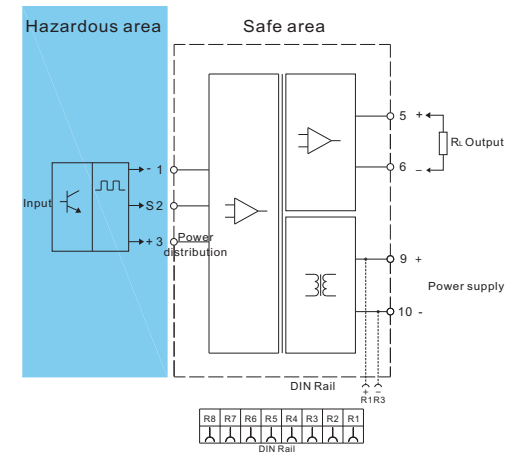 Hazardous area
Safe area
5 +
RL Output
6 –
- 1
Input
S 2
+ 3
Power
distribution
9 +
Power supply
10 -
DIN Rail
+ –
R1 R3
R8 R7 R6 R5 R4 R3 R2 R1
DIN Rail